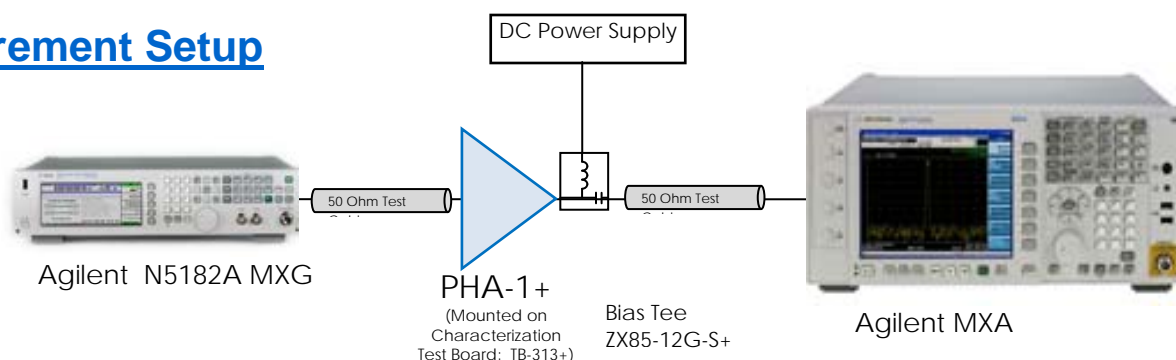 rement Setup
DC Power Supply
50 Ohm Test
50 Ohm Test
Agilent N5182A MXG
PHA-1+
(Mounted on
Characterization
Test Board: TB-313+)
Bias Tee
ZX85-12G-S+
Agilent MXA